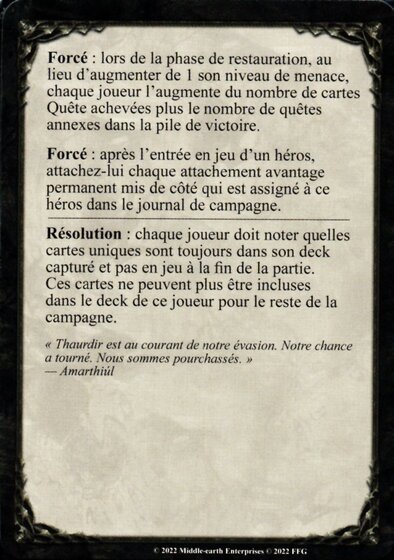 Forcé : lors de la phase de restauration, au
lieu d'augmenter de 1 son niveau de menace,
chaque joueur l'augmente du nombre de cartes
Quête achevées plus le nombre de quêtes
annexes dans la pile de victoire.
Forcé : après l'entrée en jeu d'un héros,
attachez-lui chaque attachement avantage
permanent mis de côté qui est assigné à ce
héros dans le journal de campagne.
Résolution : chaque joueur doit noter quelles
cartes uniques sont toujours dans son deck
capturé et pas en jeu à la fin de la partie.
Ces cartes ne peuvent plus être incluses
dans le deck de ce joueur pour le reste de la
campagne.
« Thaurdir est au courant de notre évasion. Notre chance
a tourné. Nous sommes pourchassés. »
— Amarthiúl
© 2022 Middle-earth Enterprises © 2022 FFG